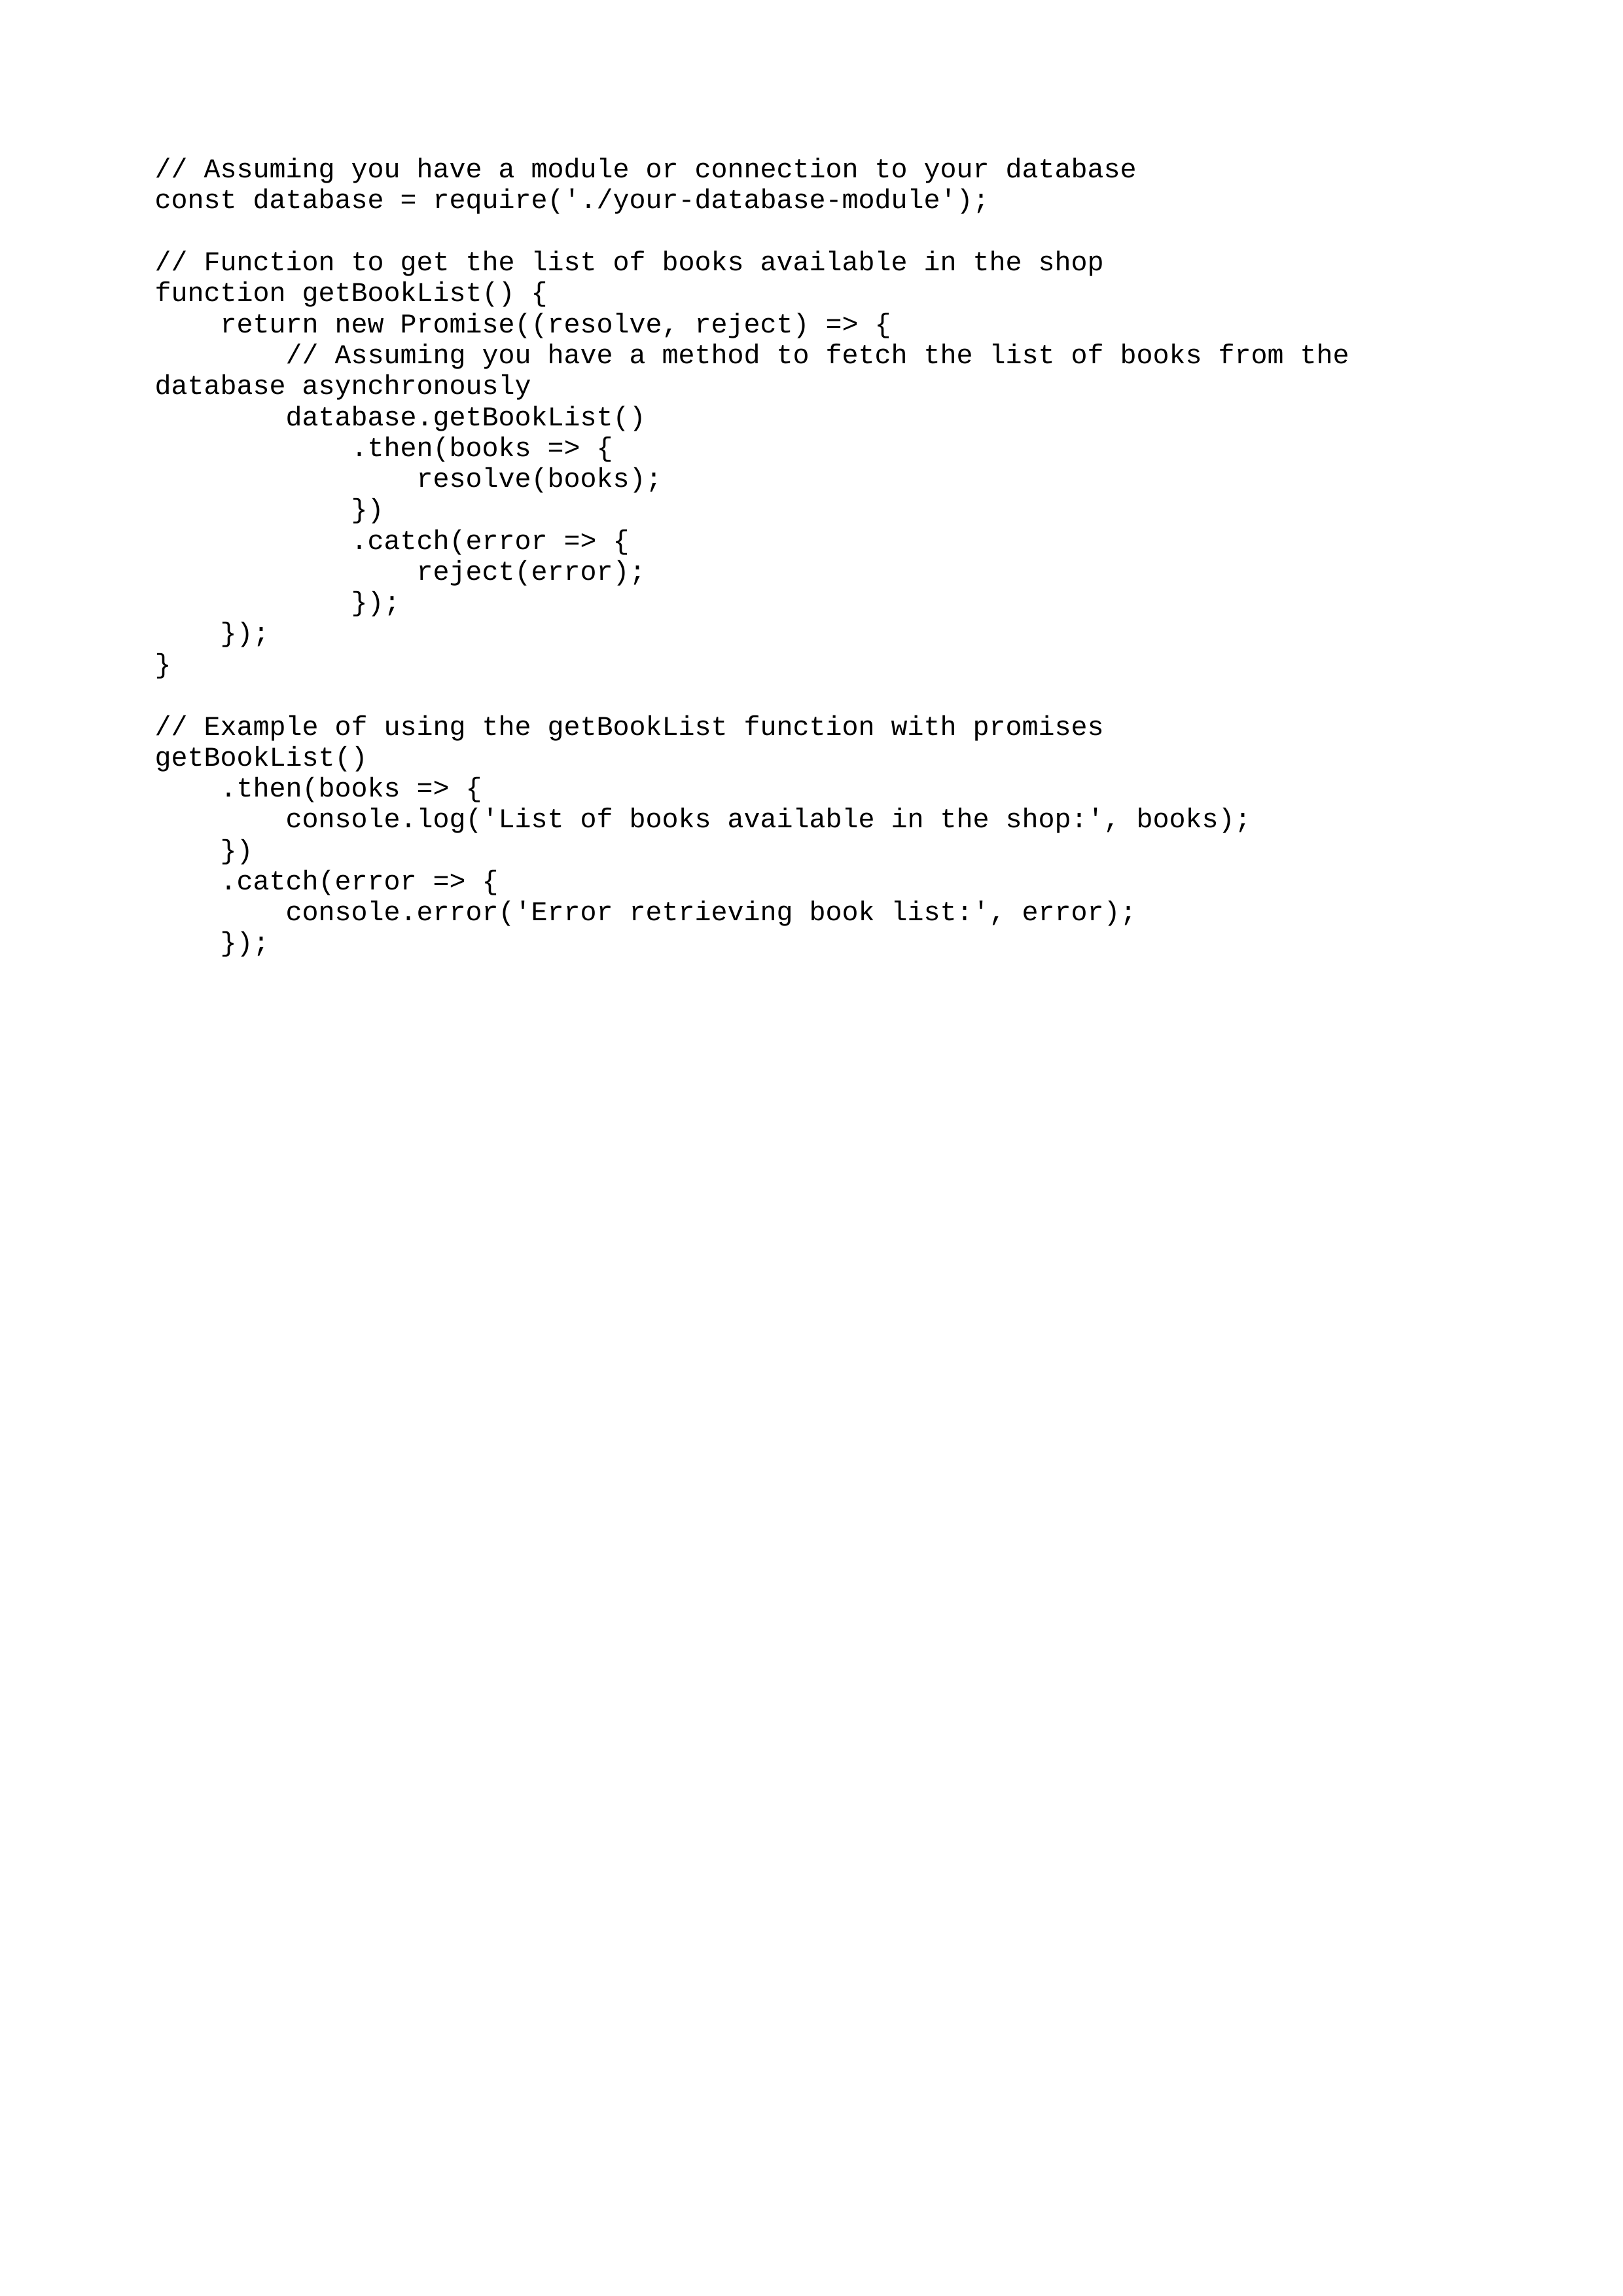 // Assuming you have a module or connection to your database
const database = require('./your-database-module');

// Function to get the list of books available in the shop
function getBookList() {
    return new Promise((resolve, reject) => {
        // Assuming you have a method to fetch the list of books from the
database asynchronously
        database.getBookList()
            .then(books => {
                resolve(books);
            })
            .catch(error => {
                reject(error);
            });
    });
}

// Example of using the getBookList function with promises
getBookList()
    .then(books => {
        console.log('List of books available in the shop:', books);
    })
    .catch(error => {
        console.error('Error retrieving book list:', error);
    });